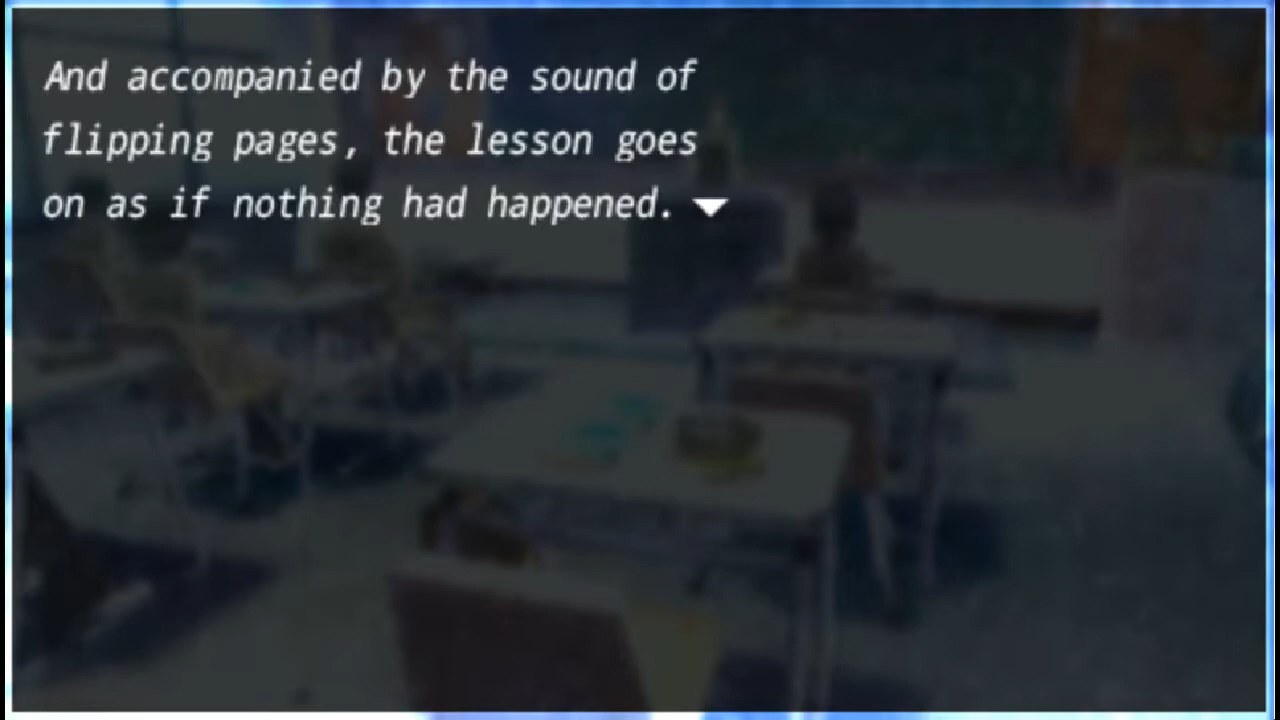 And accompanied by the sound of
flipping pages, the lesson goes
on as if nothing had happened.